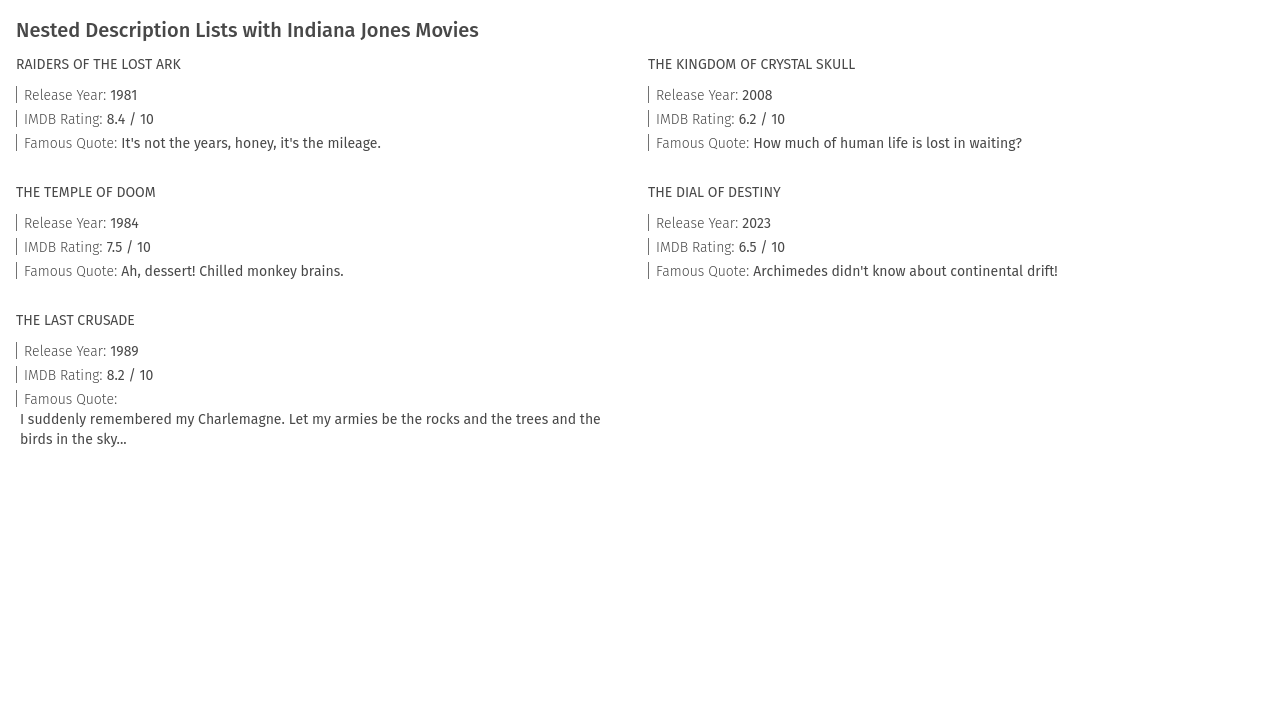 Nested Description Lists with Indiana Jones Movies
RAIDERS OF THE LOST ARK
Release Year: 1981
IMDB Rating: 8.4 / 10
Famous Quote: It's not the years, honey, it's the mileage.
THE TEMPLE OF DOOM
Release Year: 1984
IMDB Rating: 7.5 / 10
Famous Quote: Ah, dessert! Chilled monkey brains.
THE LAST CRUSADE
Release Year: 1989
IMDB Rating: 8.2 / 10
Famous Quote:
I suddenly remembered my Charlemagne. Let my armies be the rocks and the trees and the
birds in the sky...
THE KINGDOM OF CRYSTAL SKULL
Release Year: 2008
IMDB Rating: 6.2 / 10
Famous Quote: How much of human life is lost in waiting?
THE DIAL OF DESTINY
Release Year: 2023
IMDB Rating: 6.5 / 10
Famous Quote: Archimedes didn't know about continental drift!